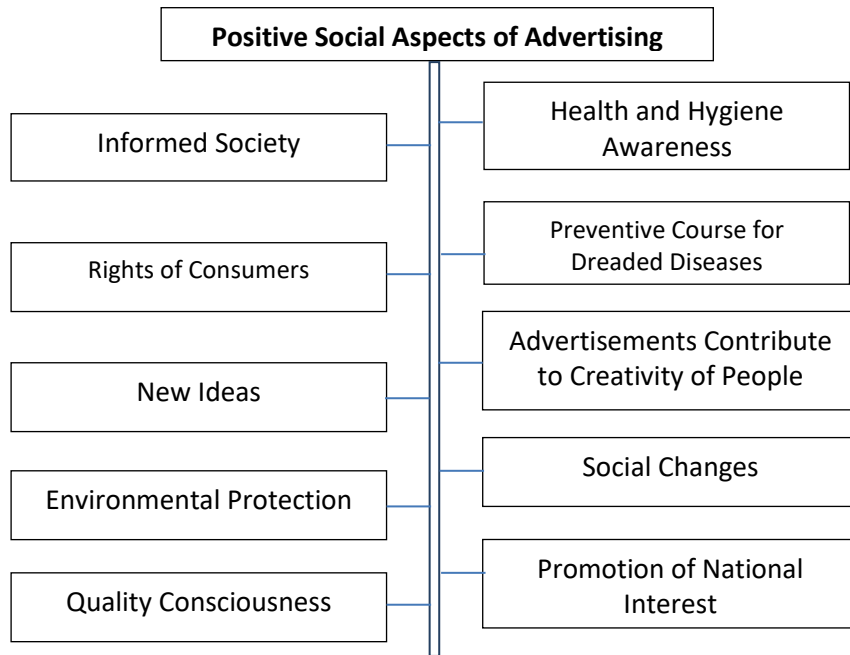 Positive Social Aspects of Advertising
Informed Society
Health and Hygiene
Awareness
Rights of Consumers
Preventive Course for
Dreaded Diseases
New Ideas
Advertisements Contribute
to Creativity of People
Environmental Protection
Social Changes
Quality Consciousness
Promotion of National
Interest